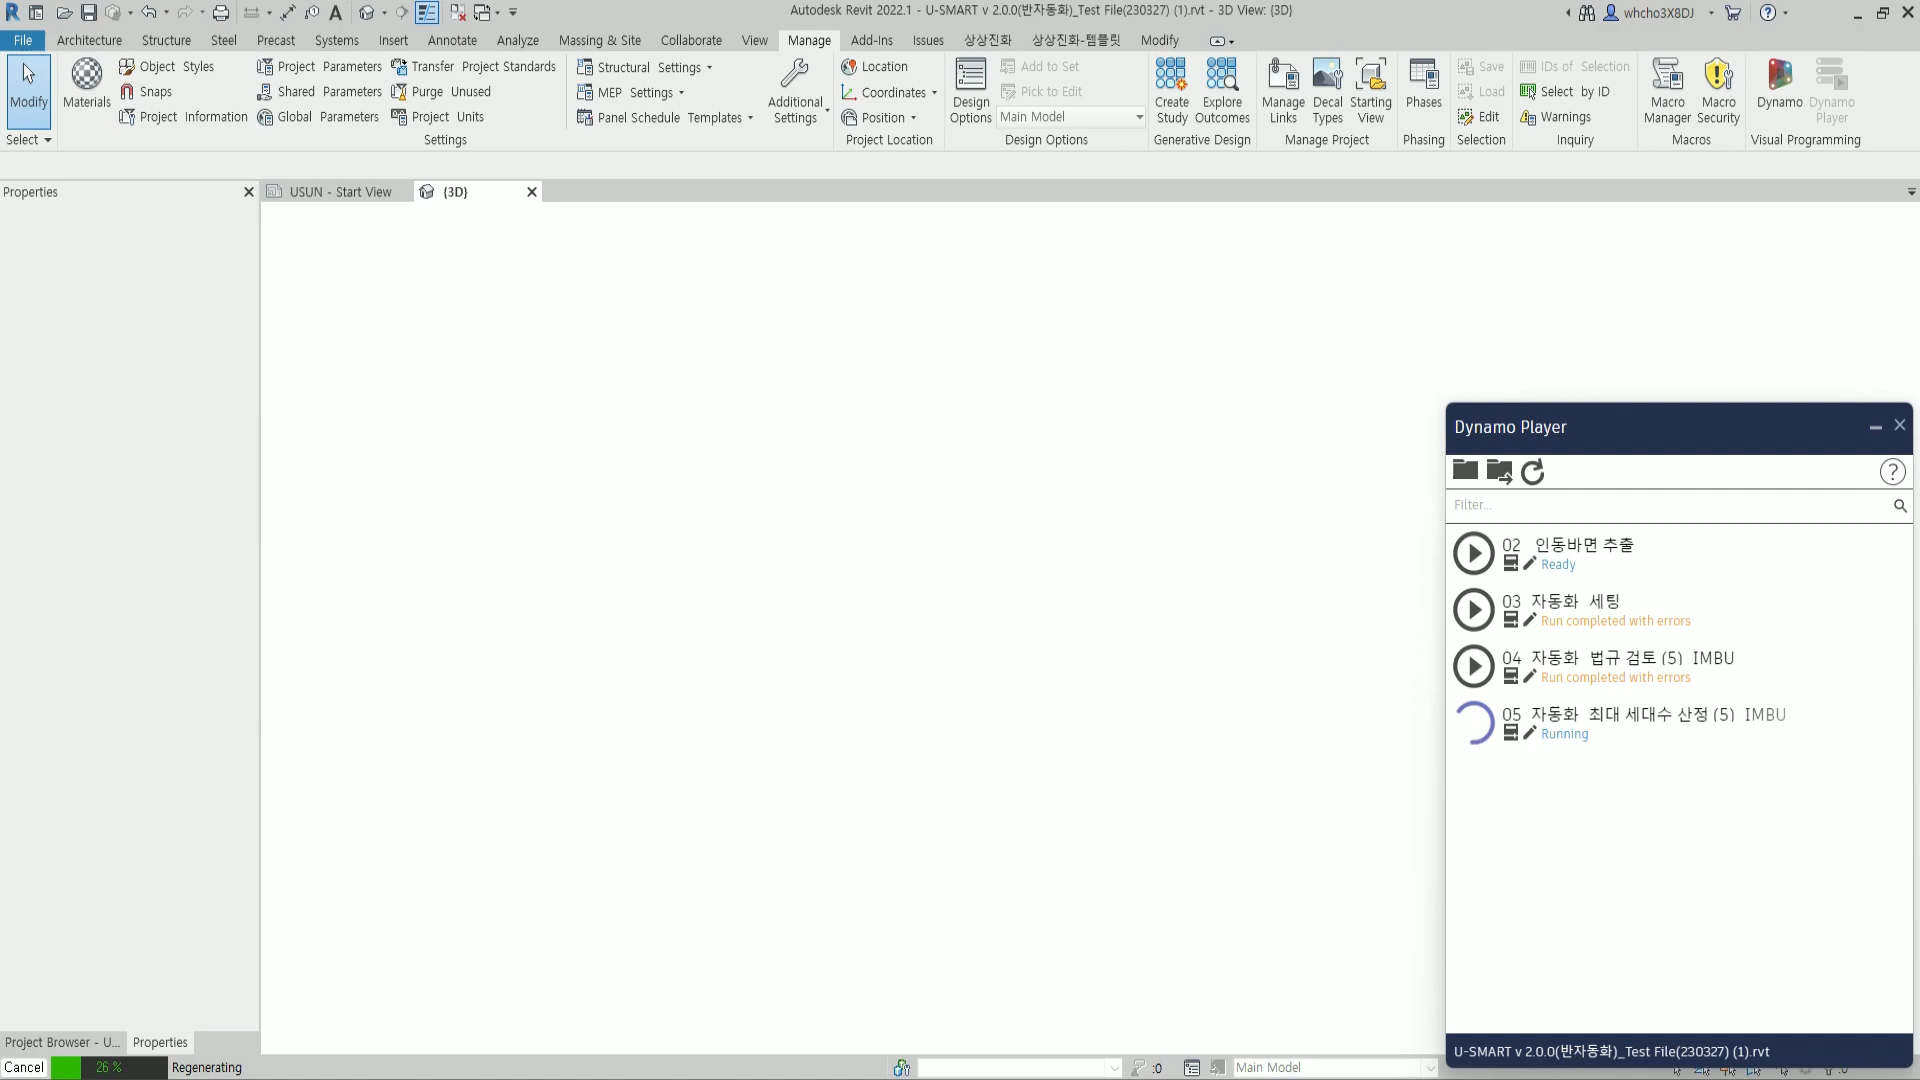 Autodesk Revit 2022.1 - U-SMART v 2.0.0(반자동화)_Test File(230327) (1).rvt - 3D View: {3D}
whcho3X8DJ
File Architecture Structure Steel Precast Systems Insert Annotate Analyze Massing & Site Collaborate View Manage Add-Ins Issues 상상진화 상상진화-템플릿 Modify
Modify
Select
Materials
Object Styles
Snaps
Project Information
Project Parameters
Shared Parameters
Global Parameters
Transfer Project Standards
Purge Unused
Project Units
Settings
Structural Settings
MEP Settings
Panel Schedule Templates
Additional
Settings
Location
Coordinates
Position
Project Location
Design
Options
Add to Set
Pick to Edit
Main Model
Design Options
Create
Study
Explore
Outcomes
Generative Design
Manage
Links
Decal
Types
Starting
View
Manage Project
Phases
Phasing
Save
Load
Edit
Selection
IDs of Selection
Select by ID
Warnings
Inquiry
Macro
Manager
Macro
Security
Macros
Dynamo
Dynamo
Player
Visual Programming
Properties
USUN - Start View
{3D}
Dynamo Player
Filter...
02 인동바면 추출
Ready
03 자동화 세팅
Run completed with errors
04 자동화 법규 검토 (5) IMBU
Run completed with errors
05 자동화 최대 세대수 산정 (5) IMBU
Running
U-SMART v 2.0.0(반자동화)_Test File(230327) (1).rvt
Project Browser - U...
Properties
Cancel
26 %
Regenerating
:0
Main Model
:0